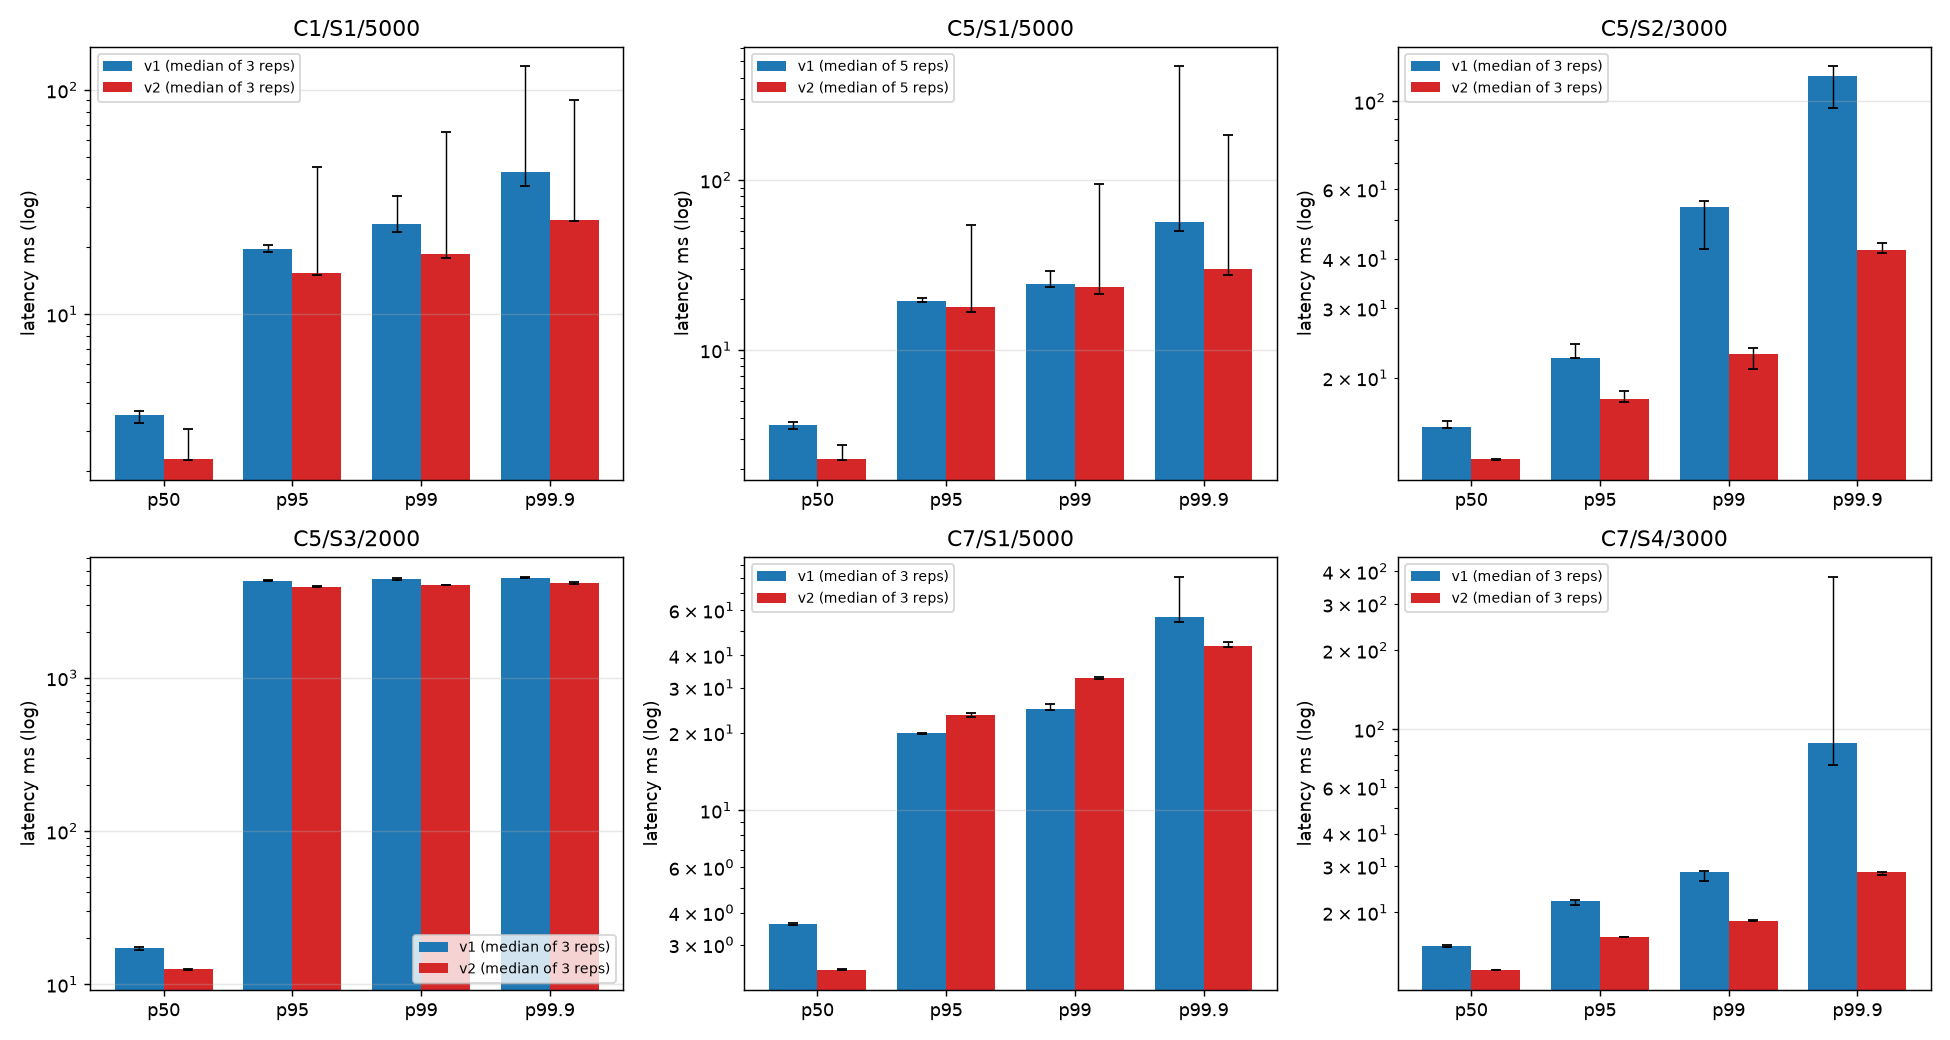 C1/S1/5000
latency ms (log)
10²
10¹
v1 (median of 3 reps)
v2 (median of 3 reps)
p50 p95 p99 p99.9
C5/S1/5000
latency ms (log)
10²
10¹
v1 (median of 5 reps)
v2 (median of 5 reps)
p50 p95 p99 p99.9
C5/S2/3000
latency ms (log)
10²
6 × 10¹
4 × 10¹
3 × 10¹
2 × 10¹
v1 (median of 3 reps)
v2 (median of 3 reps)
p50 p95 p99 p99.9
C5/S3/2000
latency ms (log)
10³
10²
10¹
v1 (median of 3 reps)
v2 (median of 3 reps)
p50 p95 p99 p99.9
C7/S1/5000
latency ms (log)
6 × 10¹
4 × 10¹
3 × 10¹
2 × 10¹
10¹
6 × 10⁰
4 × 10⁰
3 × 10⁰
v1 (median of 3 reps)
v2 (median of 3 reps)
p50 p95 p99 p99.9
C7/S4/3000
latency ms (log)
4 × 10²
3 × 10²
2 × 10²
10²
6 × 10¹
4 × 10¹
3 × 10¹
2 × 10¹
v1 (median of 3 reps)
v2 (median of 3 reps)
p50 p95 p99 p99.9